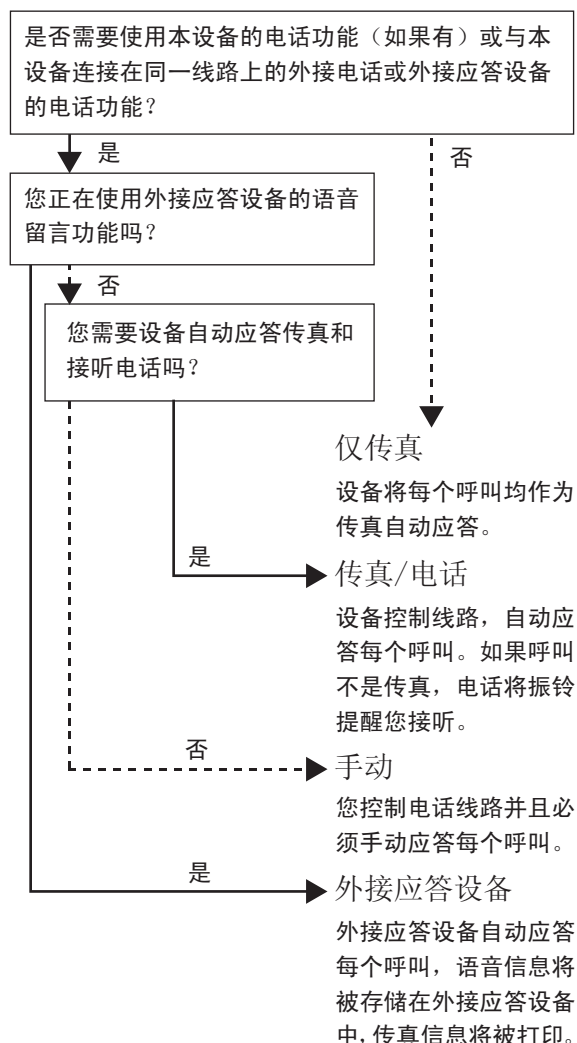 是否需要使用本设备的电话功能（如果有）或与本
设备连接在同一线路上的外接电话或外接应答设备
的电话功能？
是
否
您正在使用外接应答设备的语音
留言功能吗？
否
您需要设备自动应答传真和
接听电话吗？
仅传真
设备将每个呼叫均作为
传真自动应答。
是
传真/电话
设备控制线路，自动应
答每个呼叫。如果呼叫
不是传真，电话将振铃
提醒您接听。
否
手动
您控制电话线路并且必
须手动应答每个呼叫。
是
外接应答设备
外接应答设备自动应答
每个呼叫，语音信息将
被存储在外接应答设备
中，传真信息将被打印。